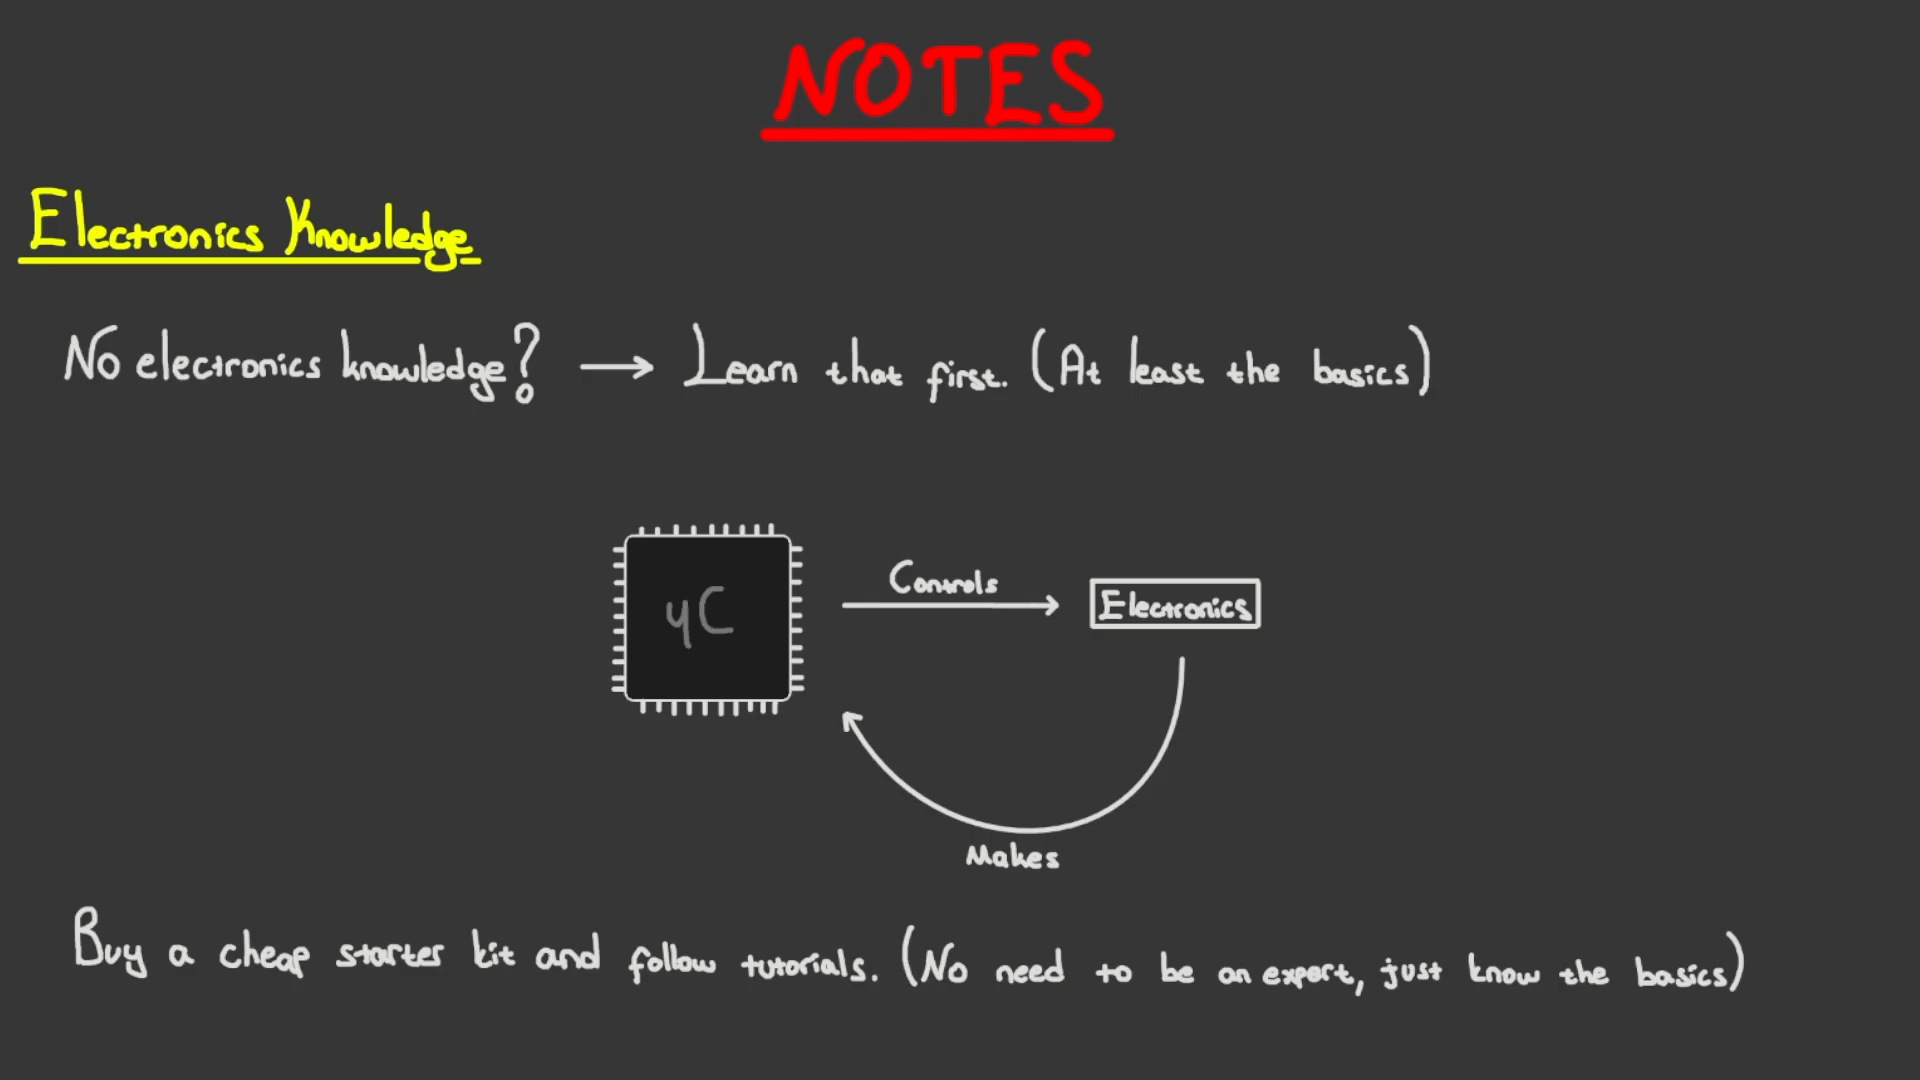 NOTES
Electronics Knowledge
No electronics knowledge? → Learn that first. (At least the basics)
Controls
μC
Electronics
Makes
Buy a cheap starter kit and follow tutorials. (No need to be an expert, just know the basics)